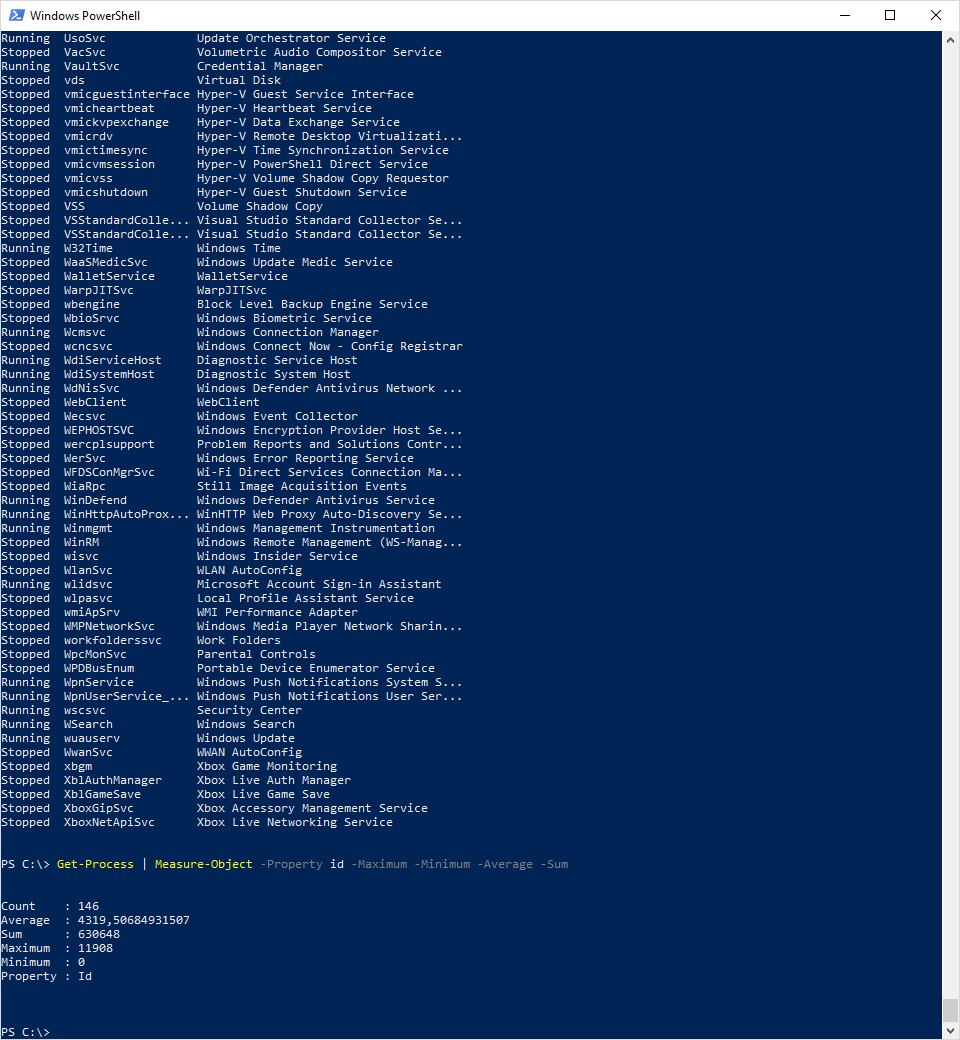 Windows PowerShell
Running  UsoSvc             Update Orchestrator Service
Stopped  VacSvc             Volumetric Audio Compositor Service
Running  VaultSvc           Credential Manager
Stopped  vds                Virtual Disk
Stopped  vmicguestinterface Hyper-V Guest Service Interface
Stopped  vmicheartbeat      Hyper-V Heartbeat Service
Stopped  vmickvpexchange    Hyper-V Data Exchange Service
Stopped  vmicrdv            Hyper-V Remote Desktop Virtualizati...
Stopped  vmictimesync       Hyper-V Time Synchronization Service
Stopped  vmicvmsession      Hyper-V PowerShell Direct Service
Stopped  vmicvss            Hyper-V Volume Shadow Copy Requestor
Stopped  vmicshutdown       Hyper-V Guest Shutdown Service
Stopped  VSS                Volume Shadow Copy
Stopped  VSStandardColle... Visual Studio Standard Collector Se...
Stopped  VSStandardColle... Visual Studio Standard Collector Se...
Running  W32Time            Windows Time
Stopped  WaaSMedicSvc       Windows Update Medic Service
Stopped  WalletService      WalletService
Stopped  WarpJITSvc         WarpJITSvc
Stopped  wbengine           Block Level Backup Engine Service
Stopped  WbioSrvc           Windows Biometric Service
Running  Wcmsvc             Windows Connection Manager
Stopped  wcncsvc            Windows Connect Now - Config Registrar
Running  WdiServiceHost     Diagnostic Service Host
Running  WdiSystemHost      Diagnostic System Host
Running  WdNisSvc           Windows Defender Antivirus Network ...
Stopped  WebClient          WebClient
Stopped  Wecsvc             Windows Event Collector
Stopped  WEPHOSTSVC         Windows Encryption Provider Host Se...
Stopped  wercplsupport      Problem Reports and Solutions Contr...
Stopped  WerSvc             Windows Error Reporting Service
Stopped  WFDSConMgrSvc      Wi-Fi Direct Services Connection Ma...
Stopped  WiaRpc             Still Image Acquisition Events
Running  WinDefend          Windows Defender Antivirus Service
Running  WinHttpAutoProx... WinHTTP Web Proxy Auto-Discovery Se...
Running  Winmgmt            Windows Management Instrumentation
Stopped  WinRM              Windows Remote Management (WS-Manag...
Stopped  wisvc              Windows Insider Service
Stopped  WlanSvc            WLAN AutoConfig
Running  wlidsvc            Microsoft Account Sign-in Assistant
Stopped  wlpasvc            Local Profile Assistant Service
Stopped  wmiApSrv           WMI Performance Adapter
Stopped  WMPNetworkSvc      Windows Media Player Network Sharin...
Stopped  workfolderssvc     Work Folders
Stopped  WpcMonSvc          Parental Controls
Stopped  WPDBusEnum         Portable Device Enumerator Service
Running  WpnService         Windows Push Notifications System S...
Running  WpnUserService_... Windows Push Notifications User Ser...
Running  wscsvc             Security Center
Running  WSearch            Windows Search
Running  wuauserv           Windows Update
Stopped  WwanSvc            WWAN AutoConfig
Stopped  xbgm               Xbox Game Monitoring
Stopped  XblAuthManager     Xbox Live Auth Manager
Stopped  XblGameSave        Xbox Live Game Save
Stopped  XboxGipSvc         Xbox Accessory Management Service
Stopped  XboxNetApiSvc      Xbox Live Networking Service
PS C:\> Get-Process | Measure-Object -Property id -Maximum -Minimum -Average -Sum
Count    : 146
Average  : 4319,50684931507
Sum      : 630648
Maximum  : 11908
Minimum  : 0
Property : Id
PS C:\>